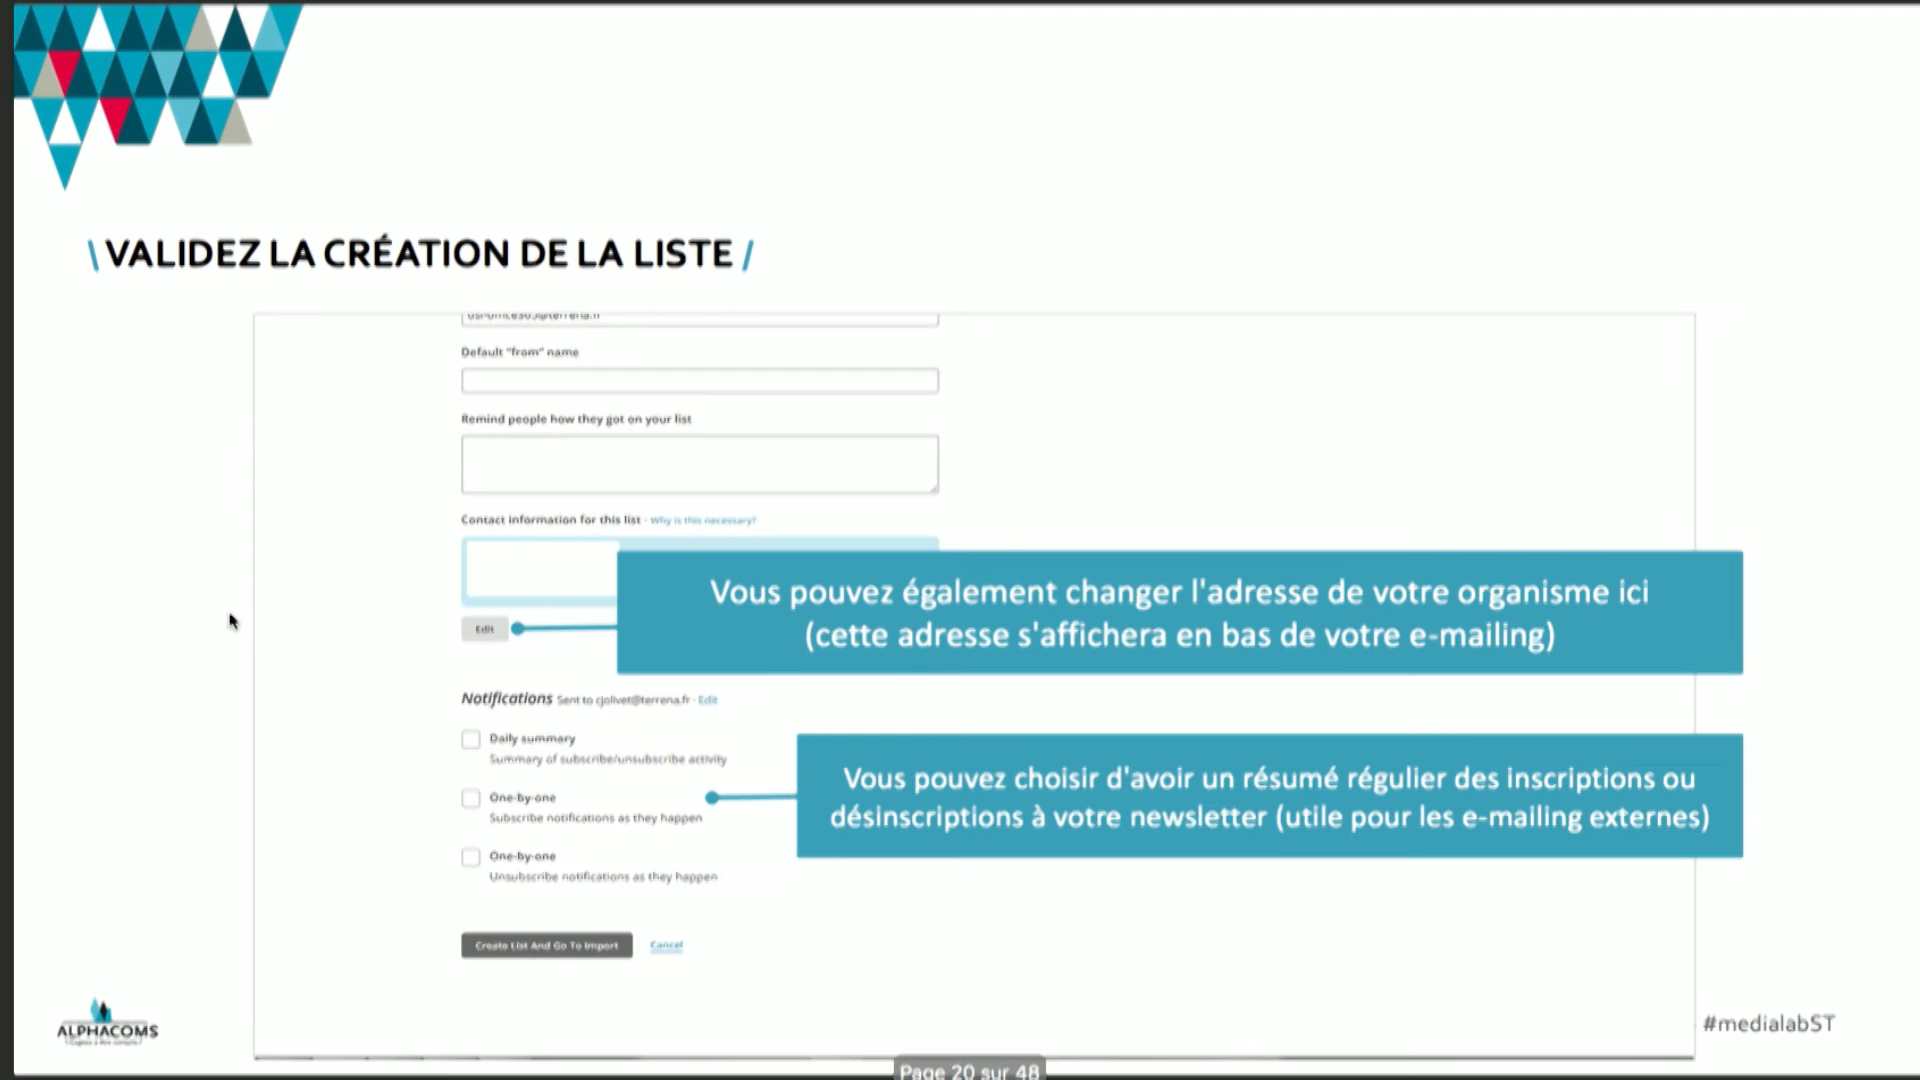 \ VALIDEZ LA CRÉATION DE LA LISTE /
Default "from" name
Remind people how they got on your list
Contact information for this list - Why is this necessary?
Vous pouvez également changer l'adresse de votre organisme ici
(cette adresse s'affichera en bas de votre e-mailing)
Edit
Notifications Sent to cjolivet@terrena.fr - Edit
Daily summary
Summary of subscribe/unsubscribe activity
Vous pouvez choisir d'avoir un résumé régulier des inscriptions ou
désinscriptions à votre newsletter (utile pour les e-mailing externes)
One-by-one
Subscribe notifications as they happen
One-by-one
Unsubscribe notifications as they happen
Create List And Go To Import Cancel
ALPHACOMS
#medialabST
Page 20 sur 48